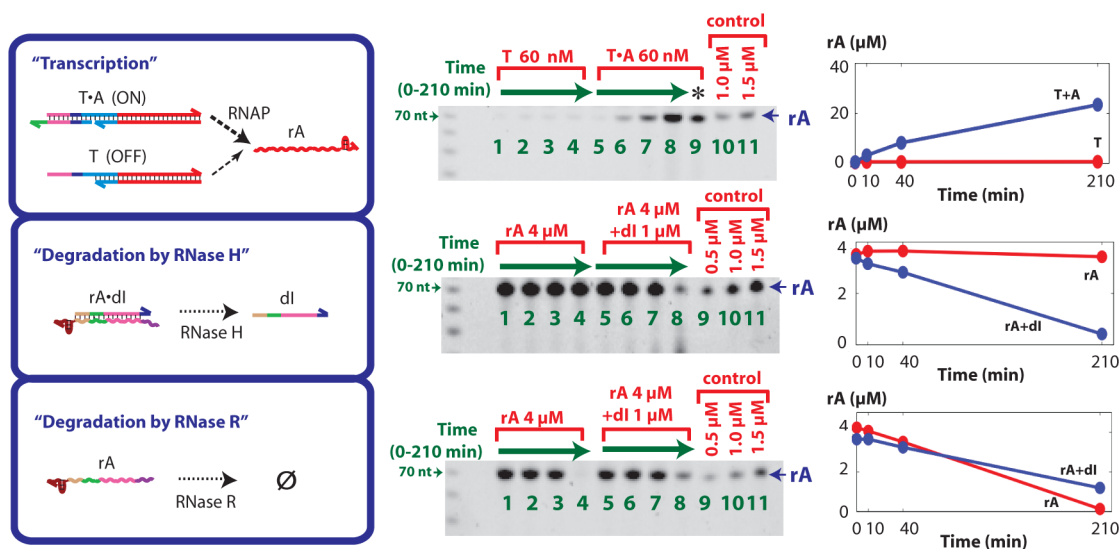 "Transcription"
T•A (ON)
RNAP
rA
T (OFF)
"Degradation by RNase H"
rA•dI
dI
RNase H
"Degradation by RNase R"
rA
RNase R
Ø
control
T 60 nM
T•A 60 nM
1.0 µM
1.5 µM
Time
(0-210 min)
*
70 nt
rA
1 2 3 4 5 6 7 8 9 10 11
control
rA 4 µM
rA 4 µM
+dI 1 µM
0.5 µM
1.0 µM
1.5 µM
Time
(0-210 min)
70 nt
rA
1 2 3 4 5 6 7 8 9 10 11
control
rA 4 µM
rA 4 µM
+dI 1 µM
0.5 µM
1.0 µM
1.5 µM
Time
(0-210 min)
70 nt
rA
1 2 3 4 5 6 7 8 9 10 11
rA (µM)
40
20
0
T+A
T
0 10 40 210
Time (min)
rA (µM)
4
2
0
rA
rA+dI
0 10 40 210
Time (min)
rA (µM)
4
2
0
rA+dI
rA
0 10 40 210
Time (min)